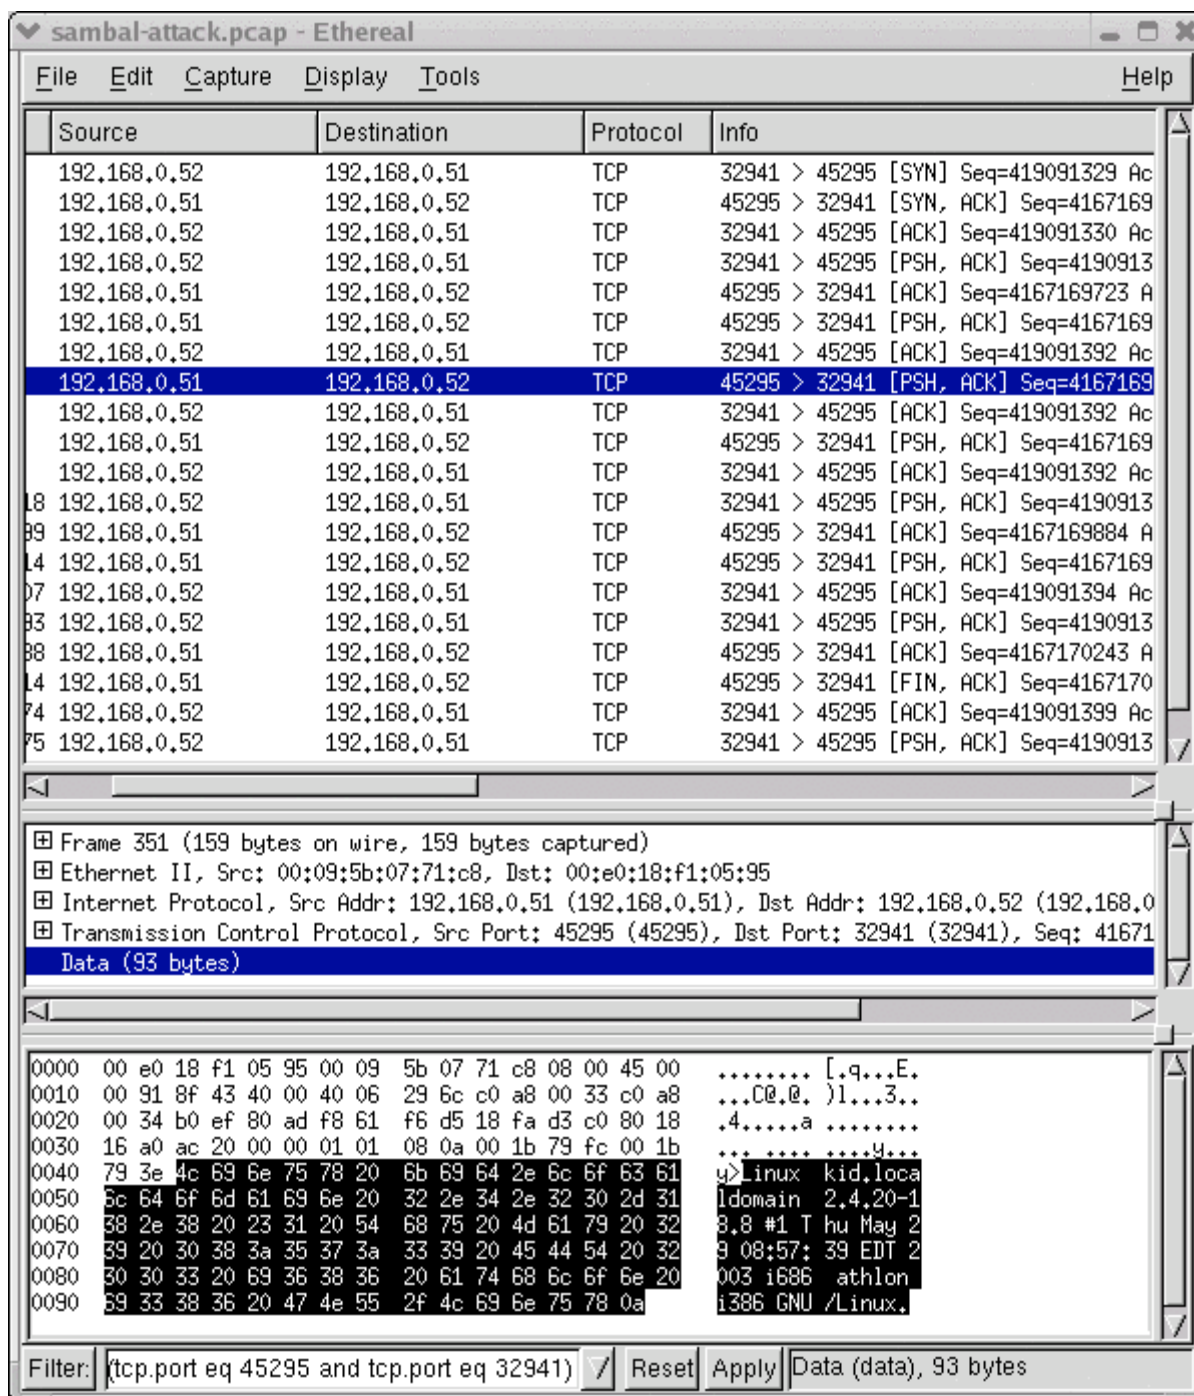 sambal-attack.pcap - Ethereal
File Edit Capture Display Tools Help
Source Destination Protocol Info
192.168.0.52 192.168.0.51 TCP 32941 > 45295 [SYN] Seq=419091329 Ac
192.168.0.51 192.168.0.52 TCP 45295 > 32941 [SYN, ACK] Seq=4167169
192.168.0.52 192.168.0.51 TCP 32941 > 45295 [ACK] Seq=419091330 Ac
192.168.0.52 192.168.0.51 TCP 32941 > 45295 [PSH, ACK] Seq=4190913
192.168.0.51 192.168.0.52 TCP 45295 > 32941 [ACK] Seq=4167169723 A
192.168.0.51 192.168.0.52 TCP 45295 > 32941 [PSH, ACK] Seq=4167169
192.168.0.52 192.168.0.51 TCP 32941 > 45295 [ACK] Seq=419091392 Ac
192.168.0.51 192.168.0.52 TCP 45295 > 32941 [PSH, ACK] Seq=4167169
192.168.0.52 192.168.0.51 TCP 32941 > 45295 [ACK] Seq=419091392 Ac
192.168.0.51 192.168.0.52 TCP 45295 > 32941 [PSH, ACK] Seq=4167169
192.168.0.52 192.168.0.51 TCP 32941 > 45295 [ACK] Seq=419091392 Ac
18 192.168.0.52 192.168.0.51 TCP 32941 > 45295 [PSH, ACK] Seq=4190913
99 192.168.0.51 192.168.0.52 TCP 45295 > 32941 [ACK] Seq=4167169884 A
14 192.168.0.51 192.168.0.52 TCP 45295 > 32941 [PSH, ACK] Seq=4167169
07 192.168.0.52 192.168.0.51 TCP 32941 > 45295 [ACK] Seq=419091394 Ac
93 192.168.0.52 192.168.0.51 TCP 32941 > 45295 [PSH, ACK] Seq=4190913
88 192.168.0.51 192.168.0.52 TCP 45295 > 32941 [ACK] Seq=4167170243 A
14 192.168.0.51 192.168.0.52 TCP 45295 > 32941 [FIN, ACK] Seq=4167170
74 192.168.0.52 192.168.0.51 TCP 32941 > 45295 [ACK] Seq=419091399 Ac
75 192.168.0.52 192.168.0.51 TCP 32941 > 45295 [PSH, ACK] Seq=4190913
Frame 351 (159 bytes on wire, 159 bytes captured)
Ethernet II, Src: 00:09:5b:07:71:c8, Dst: 00:e0:18:f1:05:95
Internet Protocol, Src Addr: 192.168.0.51 (192.168.0.51), Dst Addr: 192.168.0.52 (192.168.0
Transmission Control Protocol, Src Port: 45295 (45295), Dst Port: 32941 (32941), Seq: 41671
Data (93 bytes)
0000 00 e0 18 f1 05 95 00 09 5b 07 71 c8 08 00 45 00 ........ [.q...E.
0010 00 91 8f 43 40 00 40 06 29 6c c0 a8 00 33 c0 a8 ...C@.@. )l...3..
0020 00 34 b0 ef 80 ad f8 61 f6 d5 18 fa d3 c0 80 18 .4.....a ........
0030 16 a0 ac 20 00 00 01 01 08 0a 00 1b 79 fc 00 1b ... .... ....y...
0040 79 3e 4c 69 6e 75 78 20 6b 69 64 2e 6c 6f 63 61 y>Linux kid.loca
0050 6c 64 6f 6d 61 69 6e 20 32 2e 34 2e 32 30 2d 31 ldomain 2.4.20-1
0060 38 2e 38 20 23 31 20 54 68 75 20 4d 61 79 20 32 8.8 #1 T hu May 2
0070 39 20 30 38 3a 35 37 3a 33 39 20 45 44 54 20 32 9 08:57: 39 EDT 2
0080 30 30 33 20 69 36 38 36 20 61 74 68 6c 6f 6e 20 003 i686 athlon
0090 69 33 38 36 20 47 4e 55 2f 4c 69 6e 75 78 0a i386 GNU /Linux.
Filter: (tcp.port eq 45295 and tcp.port eq 32941) Reset Apply Data (data), 93 bytes